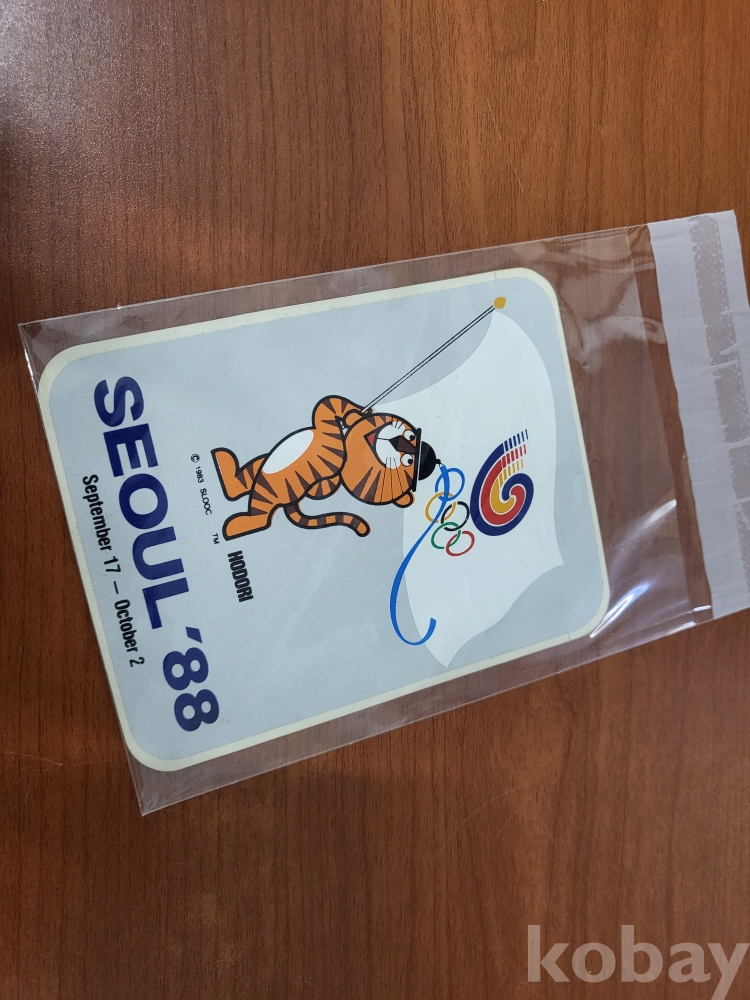 © 1983 SLOOC
TM
HODORI
SEOUL '88
September 17 – October 2
kobay